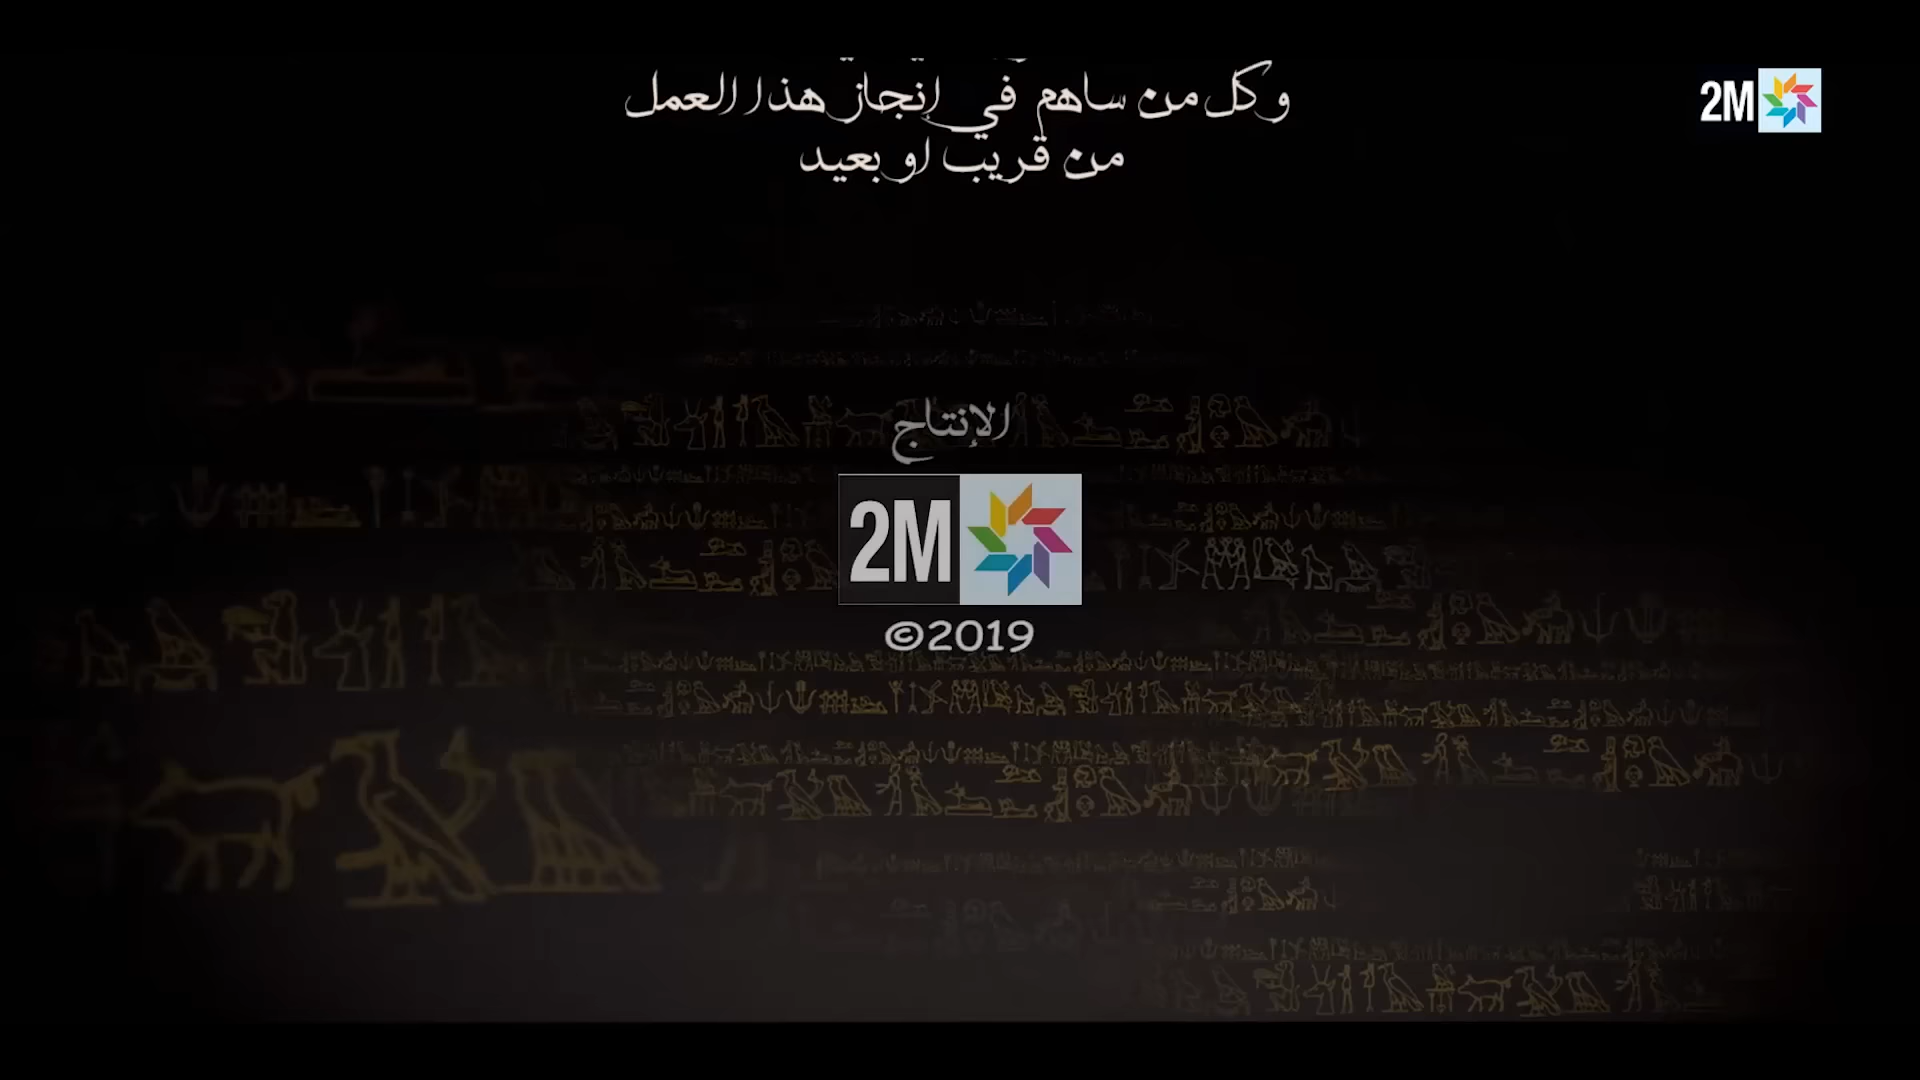 وكل من ساهم في إنجاز هذا العمل
من قريب او بعيد
2M
الإنتاج
2M
©2019